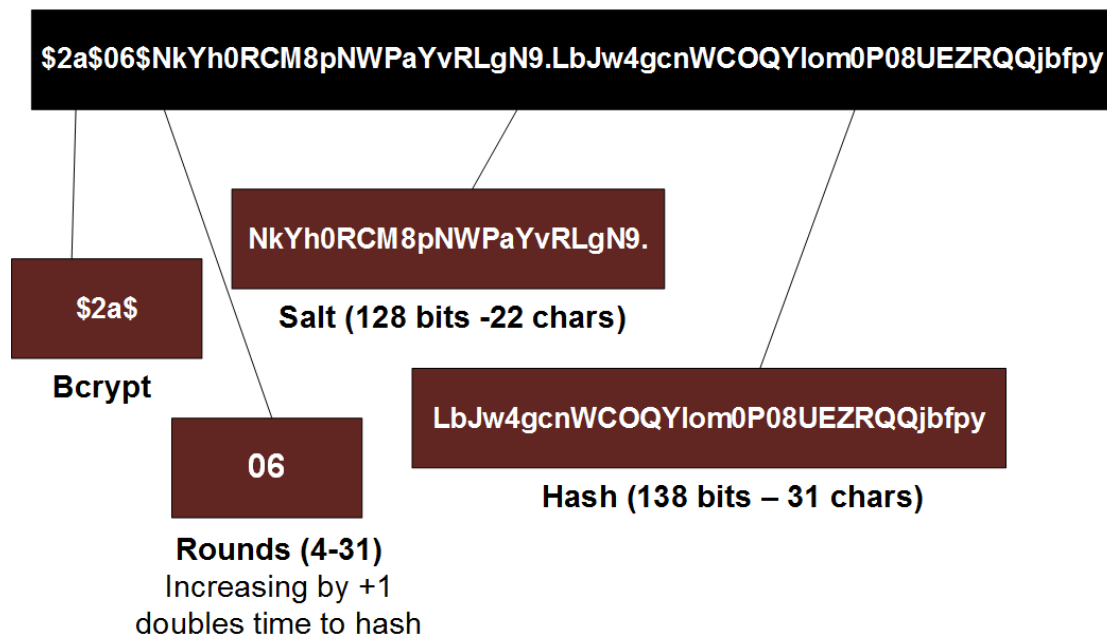 $2a$06$NkYh0RCM8pNWPaYvRLgN9.LbJw4gcnWCOQYIom0P08UEZRQQjbfpy
NkYh0RCM8pNWPaYvRLgN9.
Salt (128 bits -22 chars)
$2a$
Bcrypt
LbJw4gcnWCOQYIom0P08UEZRQQjbfpy
Hash (138 bits – 31 chars)
06
Rounds (4-31)
Increasing by +1
doubles time to hash